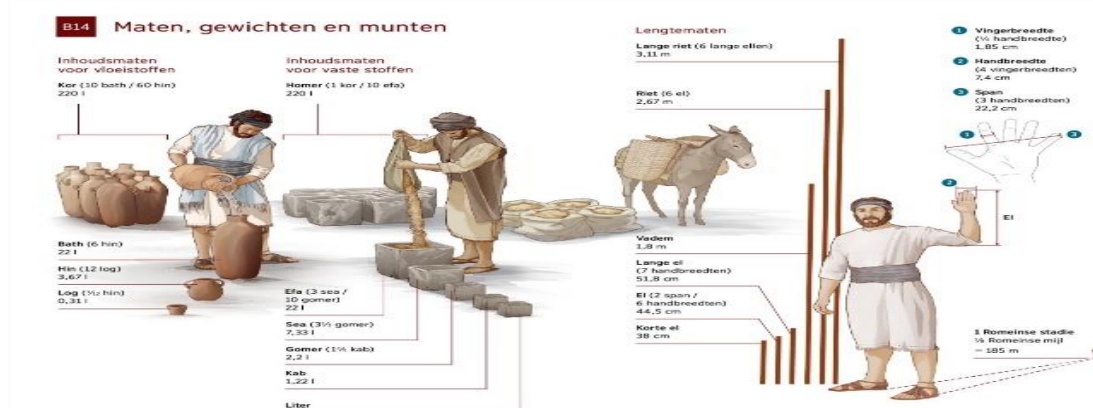 B14 Maten, gewichten en munten
Inhoudsmaten
voor vloeistoffen
Kor (10 bath / 60 hin)
220 l
Bath (6 hin)
22 l
Hin (12 log)
3,67 l
Log (1/12 hin)
0,31 l
Inhoudsmaten
voor vaste stoffen
Homer (1 kor / 10 efa)
220 l
Efa (3 sea /
10 gomer)
22 l
Sea (3⅓ gomer)
7,33 l
Gomer (1⅘ kab)
2,2 l
Kab
1,22 l
Liter
Lengtematen
Lange riet (6 lange ellen)
3,11 m
Riet (6 el)
2,67 m
Vadem
1,8 m
Lange el
(7 handbreedten)
51,8 cm
El (2 span /
6 handbreedten)
44,5 cm
Korte el
38 cm
1 Vingerbreedte
(¼ handbreedte)
1,85 cm
2 Handbreedte
(4 vingerbreedten)
7,4 cm
3 Span
(3 handbreedten)
22,2 cm
1
3
2
El
1 Romeinse stadie
⅛ Romeinse mijl
= 185 m